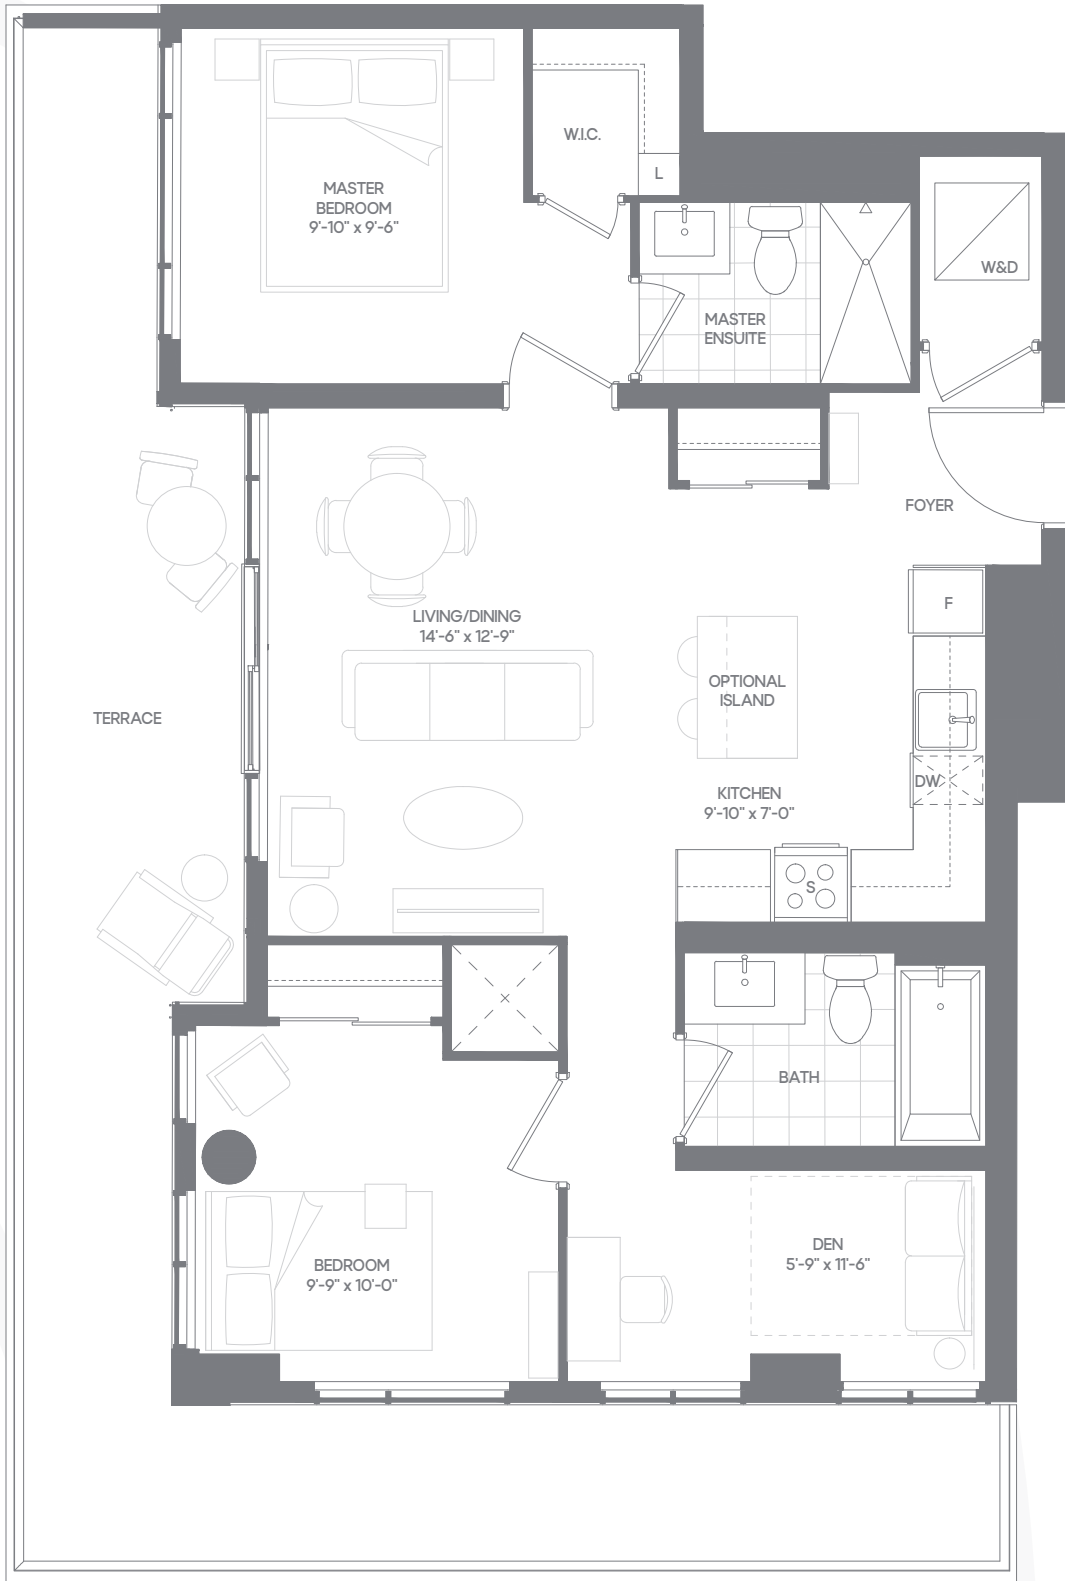 W.I.C.
L
MASTER
BEDROOM
9'-10" x 9'-6"
W&D
MASTER
ENSUITE
FOYER
F
LIVING/DINING
14'-6" x 12'-9"
OPTIONAL
ISLAND
TERRACE
DW
KITCHEN
9'-10" x 7'-0"
S
BATH
DEN
5'-9" x 11'-6"
BEDROOM
9'-9" x 10'-0"